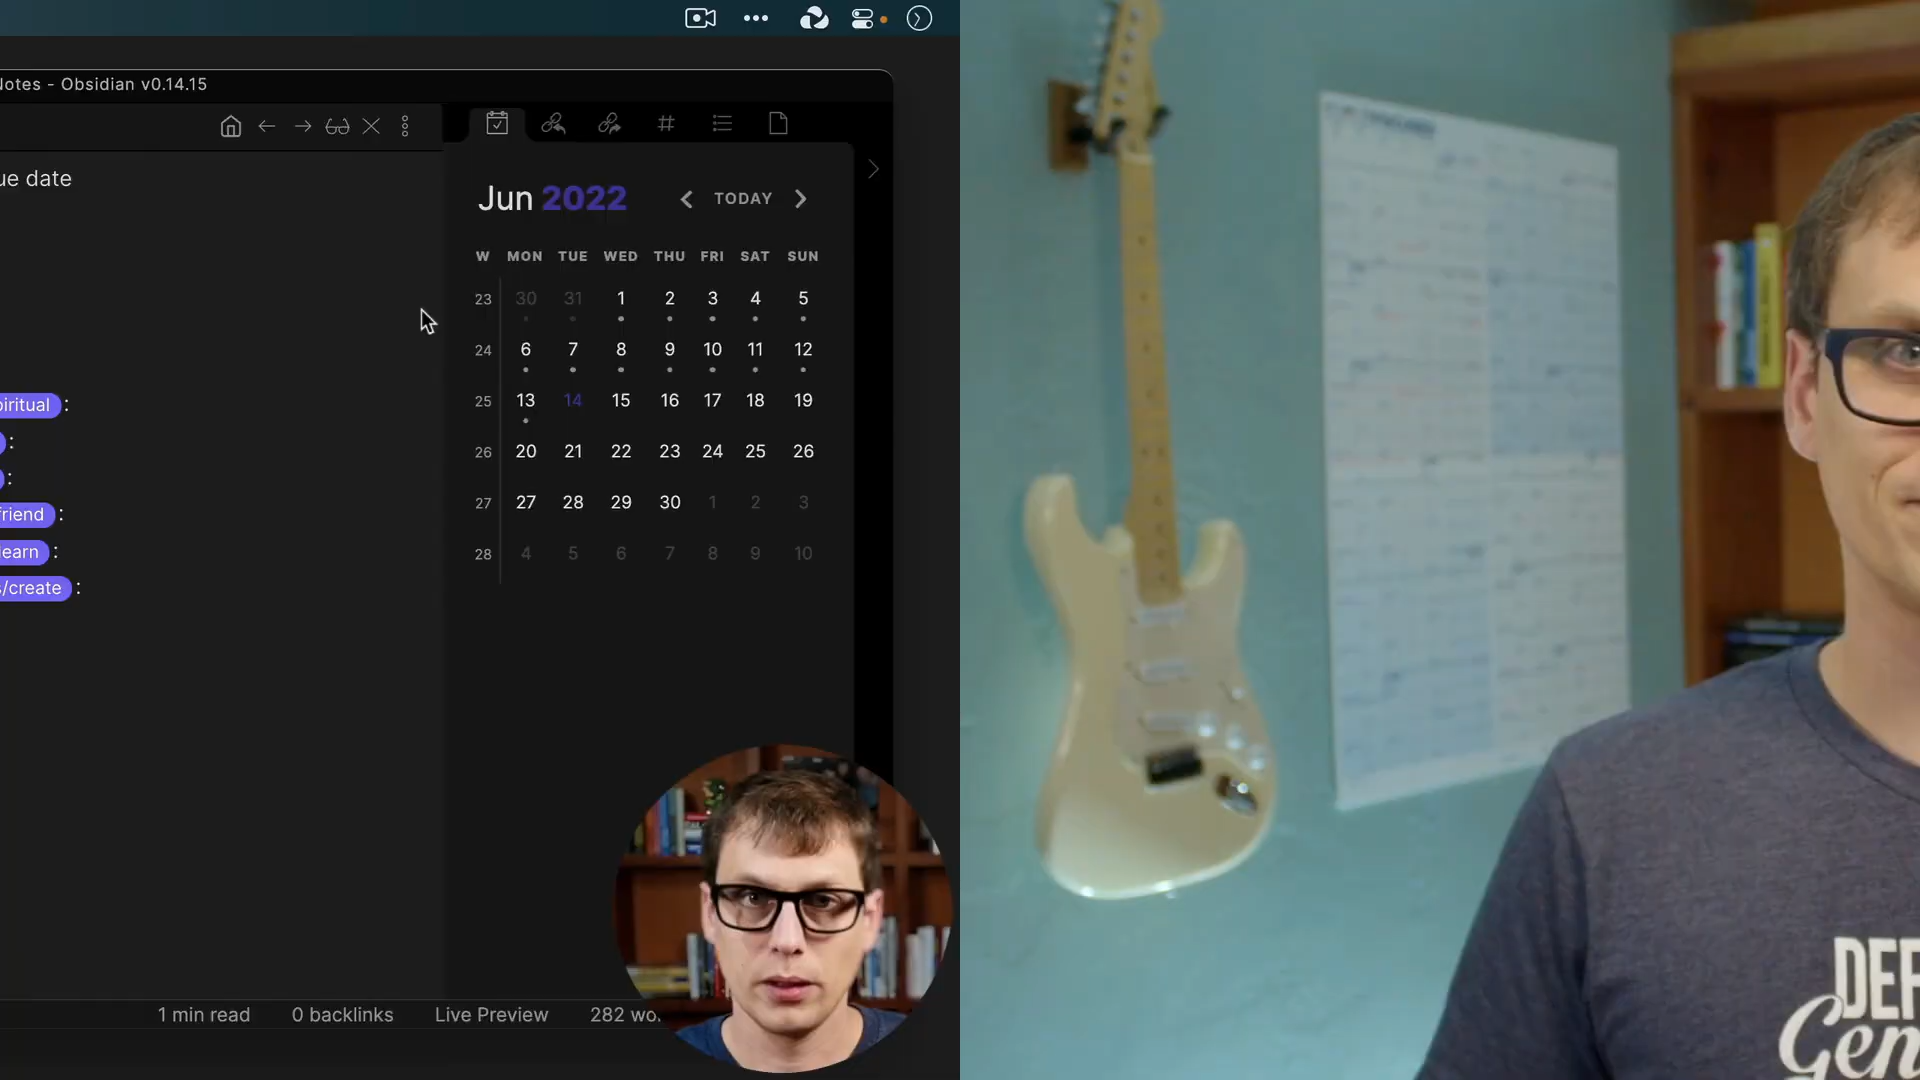 Notes - Obsidian v0.14.15
ue date
Jun 2022
TODAY
W MON TUE WED THU FRI SAT SUN
23 30 31 1 2 3 4 5
24 6 7 8 9 10 11 12
25 13 14 15 16 17 18 19
26 20 21 22 23 24 25 26
27 27 28 29 30 1 2 3
28 4 5 6 7 8 9 10
piritual :
:
:
friend :
learn :
s/create :
1 min read 0 backlinks Live Preview 282 wo
DEF
Gen